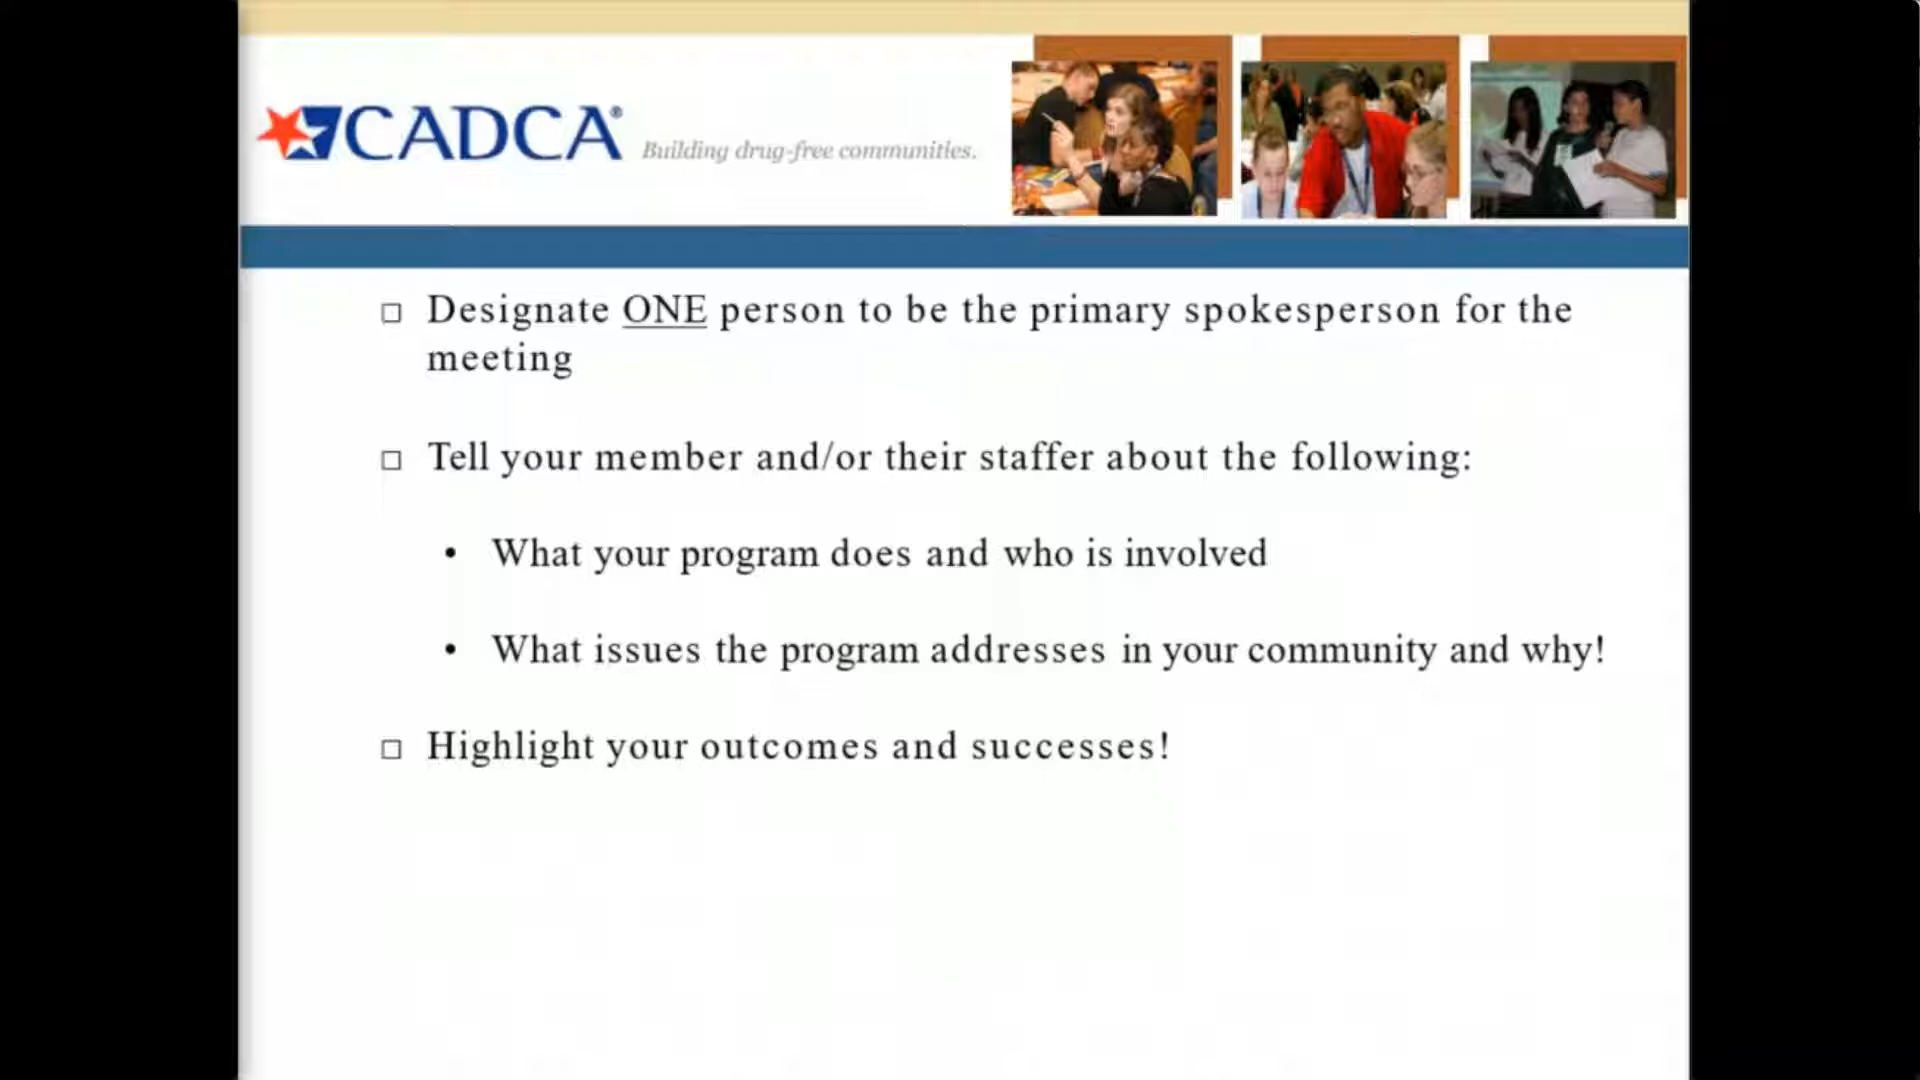 CADCA®
Building drug-free communities.
□ Designate ONE person to be the primary spokesperson for the
meeting
□ Tell your member and/or their staffer about the following:
• What your program does and who is involved
• What issues the program addresses in your community and why!
□ Highlight your outcomes and successes!